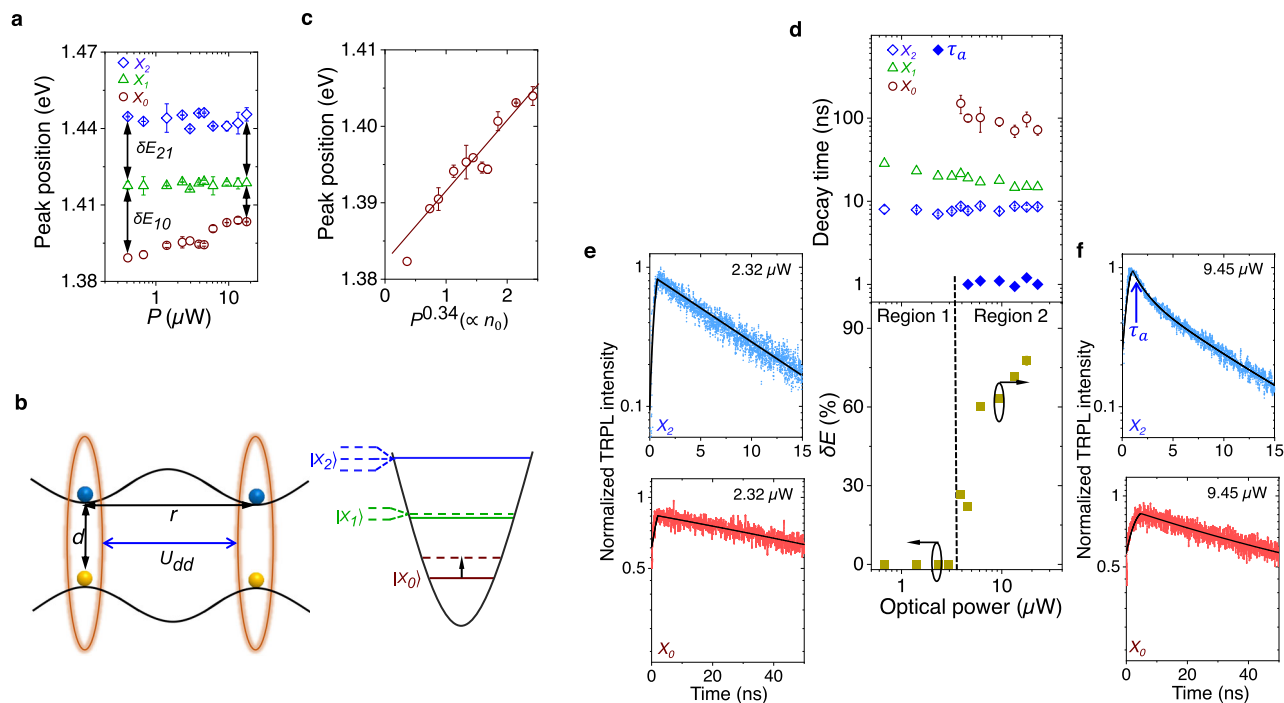 a
1.47
1.44
1.41
1.38
Peak position (eV)
X2
X1
X0
δE21
δE10
1
10
P (µW)
c
1.41
1.40
1.39
1.38
Peak position (eV)
0
1
2
P^0.34 (∝ n0)
b
d
r
Udd
|X2⟩
|X1⟩
|X0⟩
d
Decay time (ns)
100
10
1
X2
X1
X0
τa
Region 1
Region 2
90
60
30
0
δE (%)
1
10
Optical power (µW)
e
Normalized TRPL intensity
1
0.1
2.32 µW
X2
0
5
10
15
1
0.5
2.32 µW
X0
0
20
40
Time (ns)
f
Normalized TRPL intensity
1
0.1
9.45 µW
τa
X2
0
5
10
15
1
0.5
9.45 µW
X0
0
20
40
Time (ns)